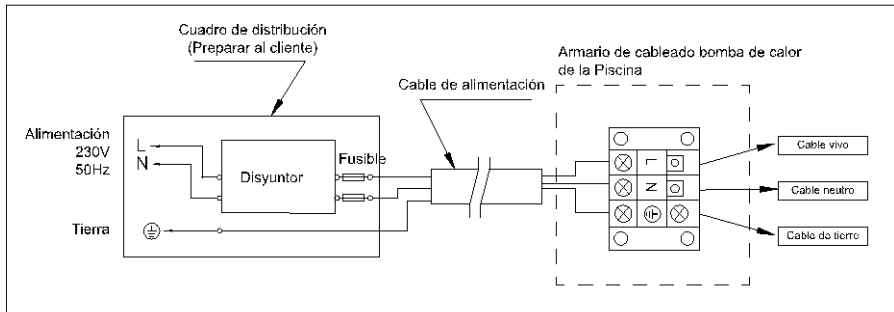 Cuadro de distribución
(Preparar al cliente)
Armario de cableado bomba de calor
de la Piscina
Cable de alimentación
Alimentación
230V
50Hz
L
N
Disyuntor
Fusible
Tierra
L
N
Cable vivo
Cable neutro
Cable de tierre